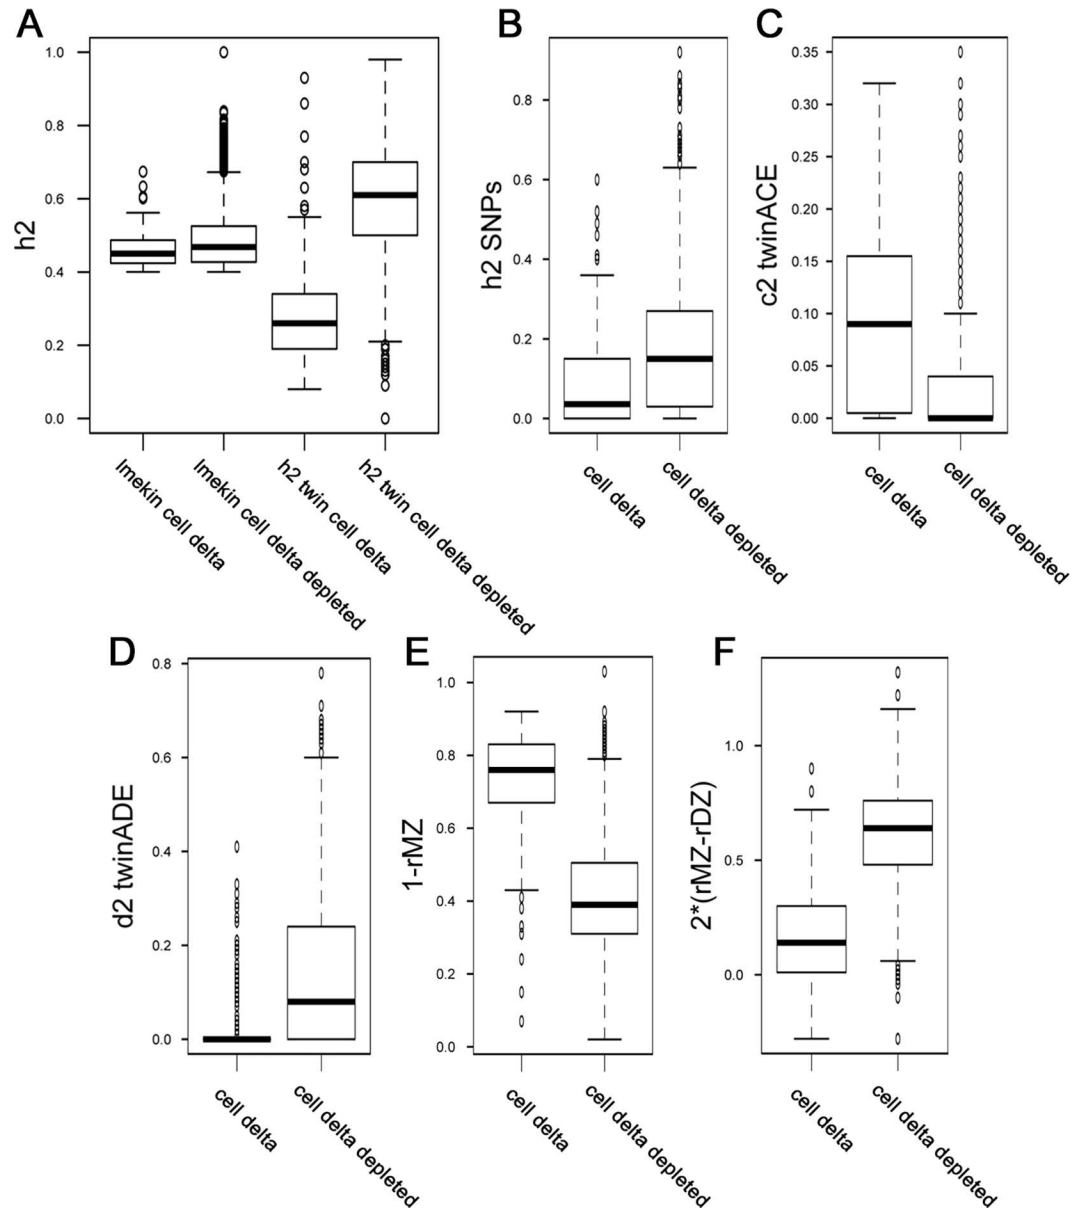 A
h2
1.0
0.8
0.6
0.4
0.2
0.0
lmekin cell delta
lmekin cell delta depleted
h2 twin cell delta
h2 twin cell delta depleted
B
h2 SNPs
0.8
0.6
0.4
0.2
0.0
cell delta
cell delta depleted
C
c2 twinACE
0.35
0.30
0.25
0.20
0.15
0.10
0.05
0.00
cell delta
cell delta depleted
D
d2 twinADE
0.8
0.6
0.4
0.2
0.0
cell delta
cell delta depleted
E
1-rMZ
1.0
0.8
0.6
0.4
0.2
0.0
cell delta
cell delta depleted
F
2*(rMZ-rDZ)
1.0
0.5
0.0
cell delta
cell delta depleted